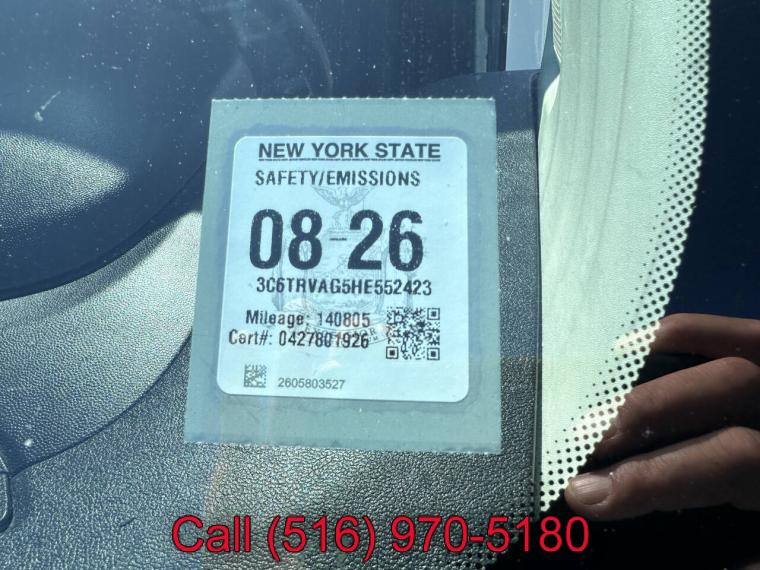 NEW YORK STATE
SAFETY/EMISSIONS
08-26
3C6TRVAG5HE552423
Mileage: 140805
Cert#: 0427801926
2605803527
Call (516) 970-5180